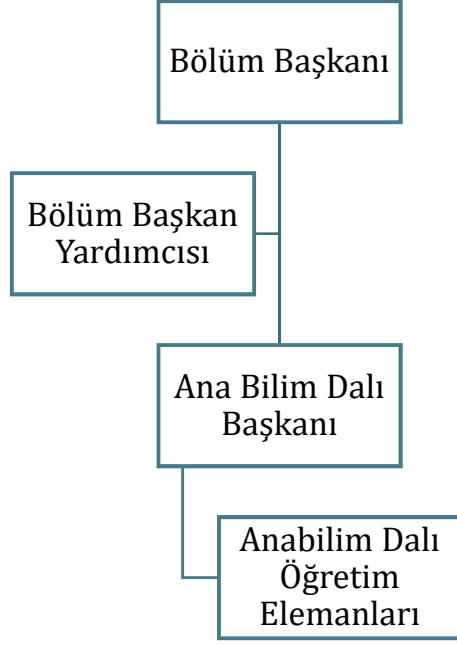 Bölüm Başkanı
Bölüm Başkan
Yardımcısı
Ana Bilim Dalı
Başkanı
Anabilim Dalı
Öğretim
Elemanları